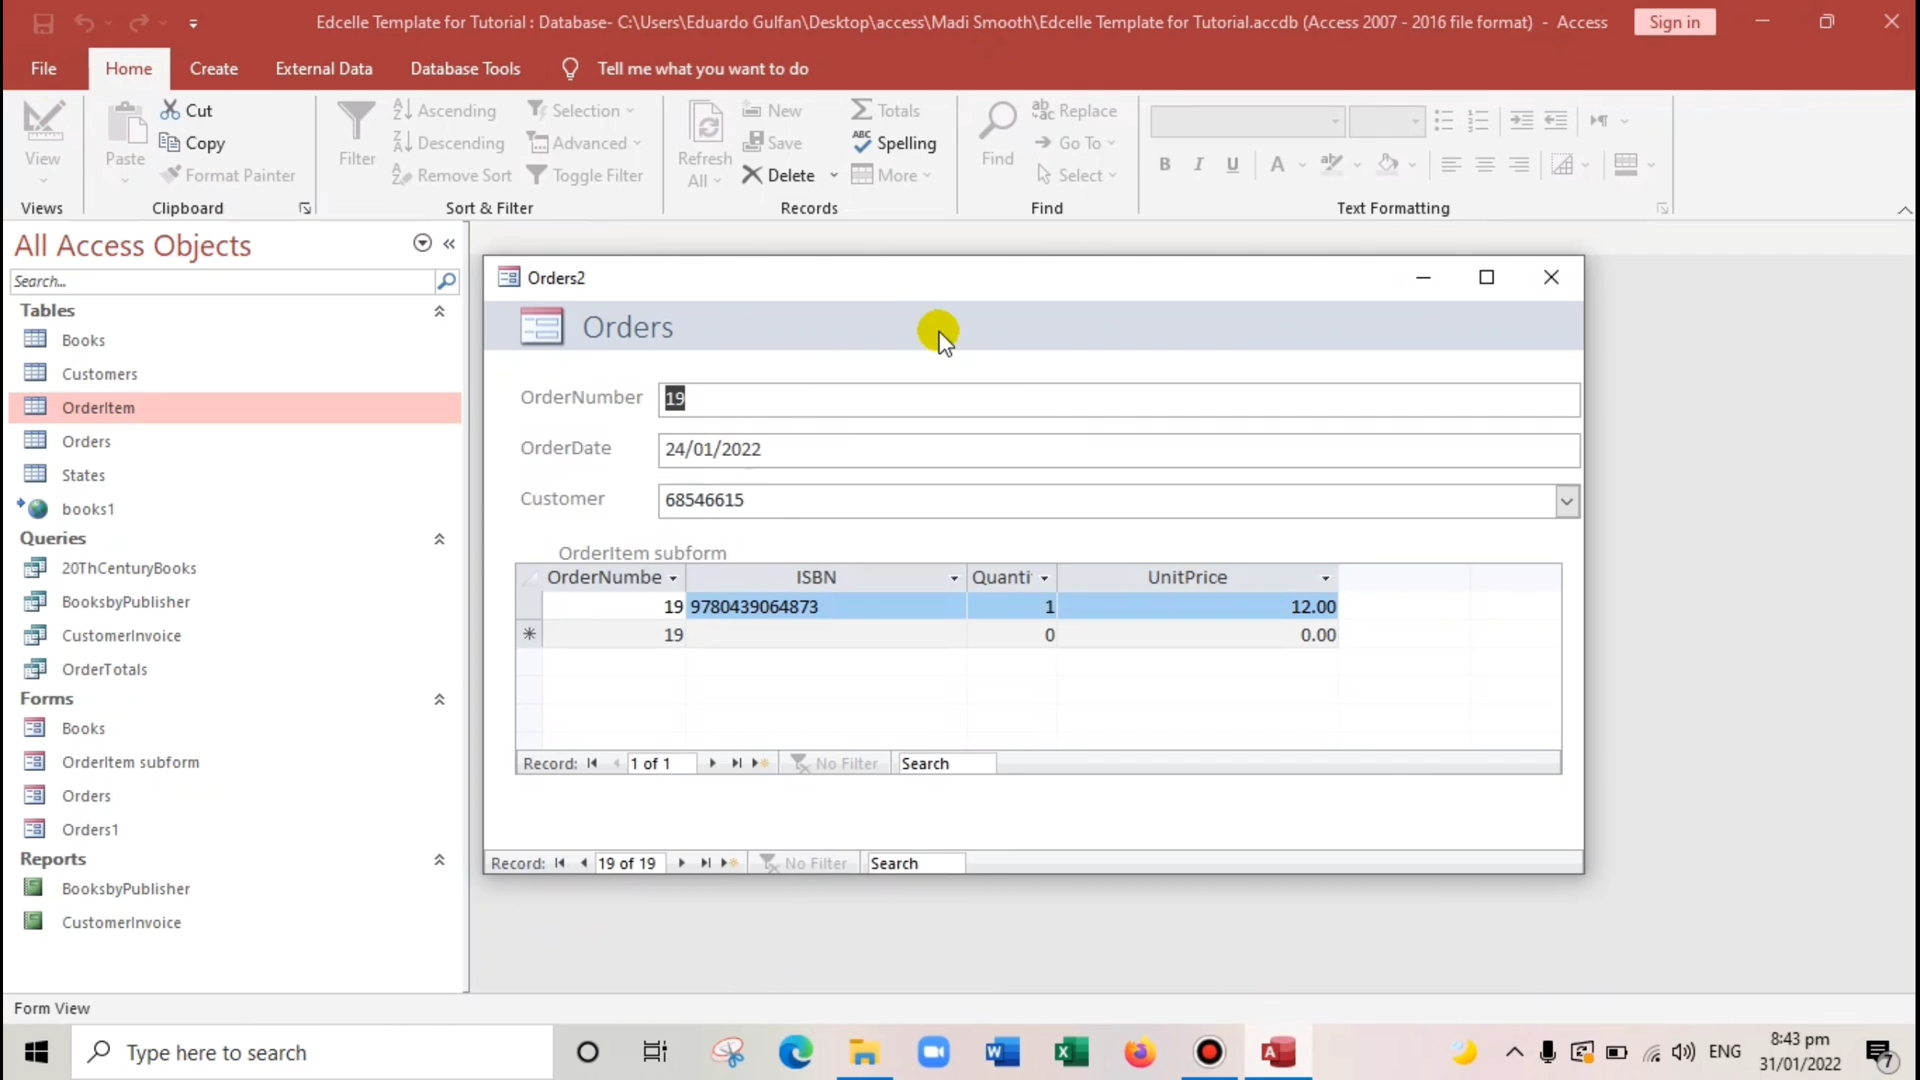 Edcelle Template for Tutorial : Database- C:\Users\Eduardo Gulfan\Desktop\access\Madi Smooth\Edcelle Template for Tutorial.accdb (Access 2007 - 2016 file format) - Access
Sign in
File Home Create External Data Database Tools Tell me what you want to do
View
Views
Paste
Cut
Copy
Format Painter
Clipboard
Filter
Ascending
Descending
Remove Sort
Selection
Advanced
Toggle Filter
Sort & Filter
Refresh
All
New
Save
Delete
Totals
ABC
Spelling
More
Records
Find
ab
ac
Replace
Go To
Select
Find
B I U A ab
Text Formatting
All Access Objects
Search...
Tables
Books
Customers
OrderItem
Orders
States
books1
Queries
20ThCenturyBooks
BooksbyPublisher
CustomerInvoice
OrderTotals
Forms
Books
OrderItem subform
Orders
Orders1
Reports
BooksbyPublisher
CustomerInvoice
Orders2
Orders
OrderNumber 19
OrderDate 24/01/2022
Customer 68546615
OrderItem subform
OrderNumbe ISBN Quanti UnitPrice
19 9780439064873 1 12.00
* 19 0 0.00
Record: 1 of 1 No Filter Search
Record: 19 of 19 No Filter Search
Form View
Type here to search
ENG
8:43 pm
31/01/2022
7